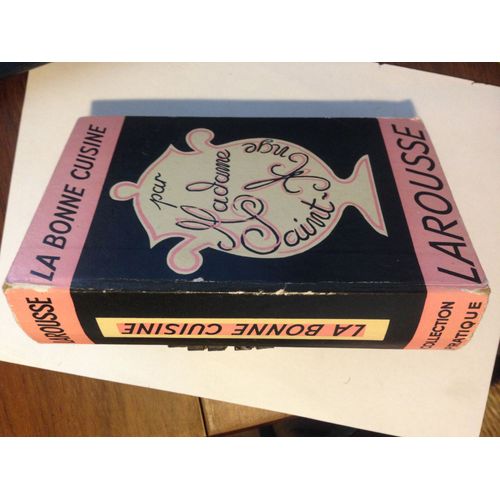 LA BONNE CUISINE
par
Madame
E. Saint-Ange
LAROUSSE
LAROUSSE
LA BONNE CUISINE
COLLECTION
PRATIQUE